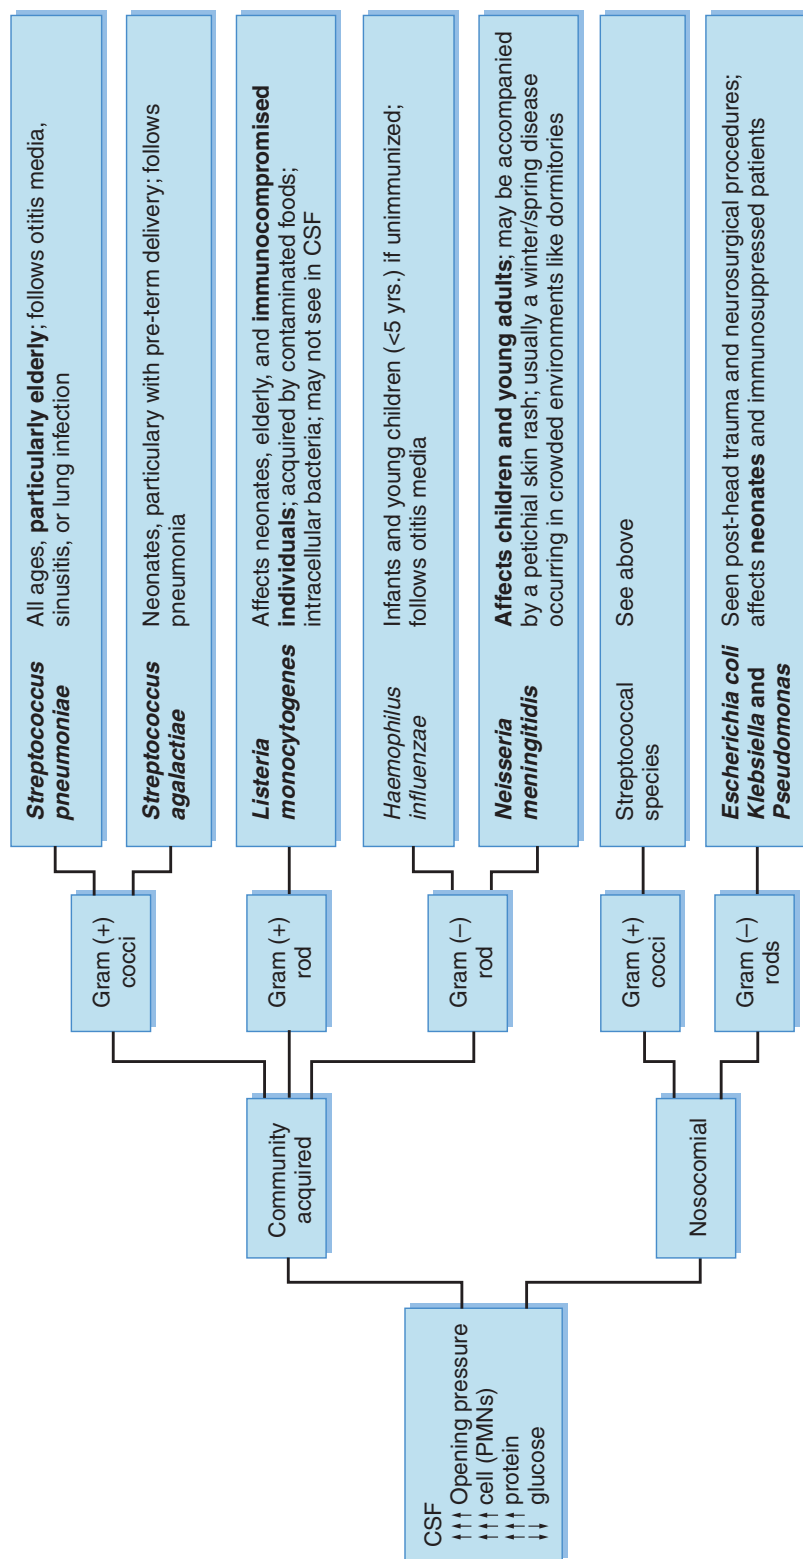 CSF
↑↑↑ Opening pressure
↑↑↑ cell (PMNs)
↑↑↑ protein
↓↓ glucose
Community
acquired
Nosocomial
Gram (+)
cocci
Gram (+)
rod
Gram (–)
rod
Gram (+)
cocci
Gram (–)
rods
Streptococcus
pneumoniae
All ages, particularly elderly; follows otitis media,
sinusitis, or lung infection
Streptococcus
agalactiae
Neonates, particulary with pre-term delivery; follows
pneumonia
Listeria
monocytogenes
Affects neonates, elderly, and immunocompromised
individuals; acquired by contaminated foods;
intracellular bacteria; may not see in CSF
Haemophilus
influenzae
Infants and young children (<5 yrs.) if unimmunized;
follows otitis media
Neisseria
meningitidis
Affects children and young adults; may be accompanied
by a petichial skin rash; usually a winter/spring disease
occurring in crowded environments like dormitories
Streptococcal
species
See above
Escherichia coli
Klebsiella and
Pseudomonas
Seen post-head trauma and neurosurgical procedures;
affects neonates and immunosuppressed patients